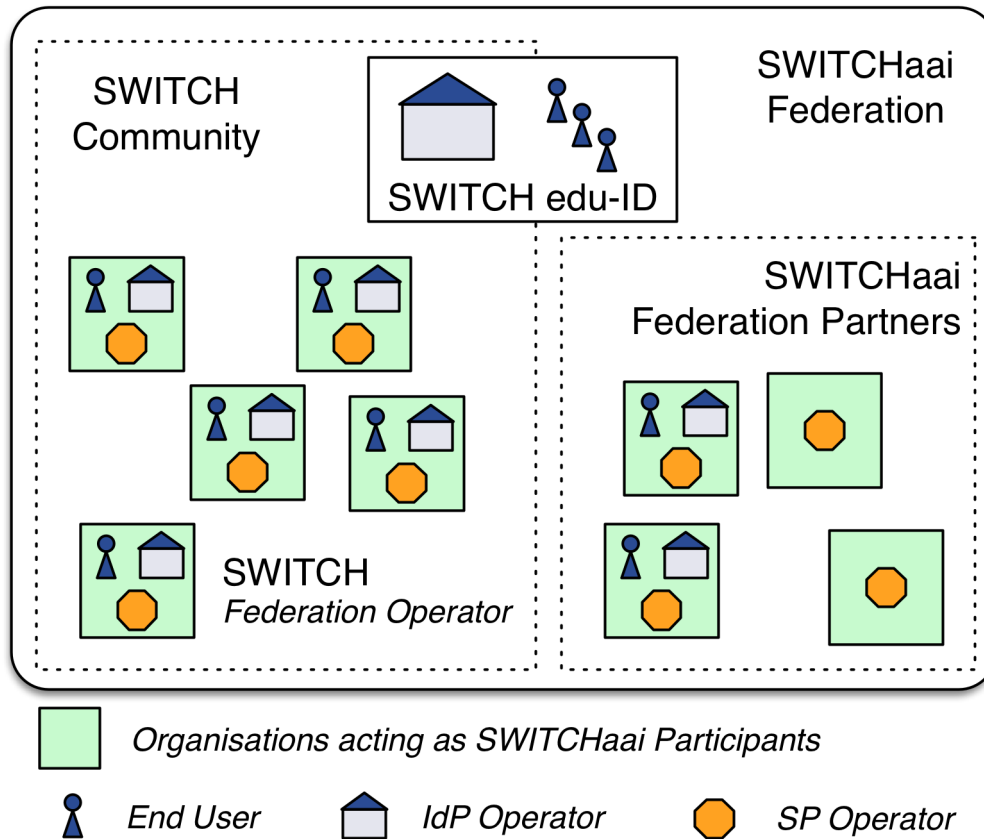 SWITCH
Community
SWITCHaai
Federation
SWITCH edu-ID
SWITCHaai
Federation Partners
SWITCH
Federation Operator
Organisations acting as SWITCHaai Participants
End User
IdP Operator
SP Operator